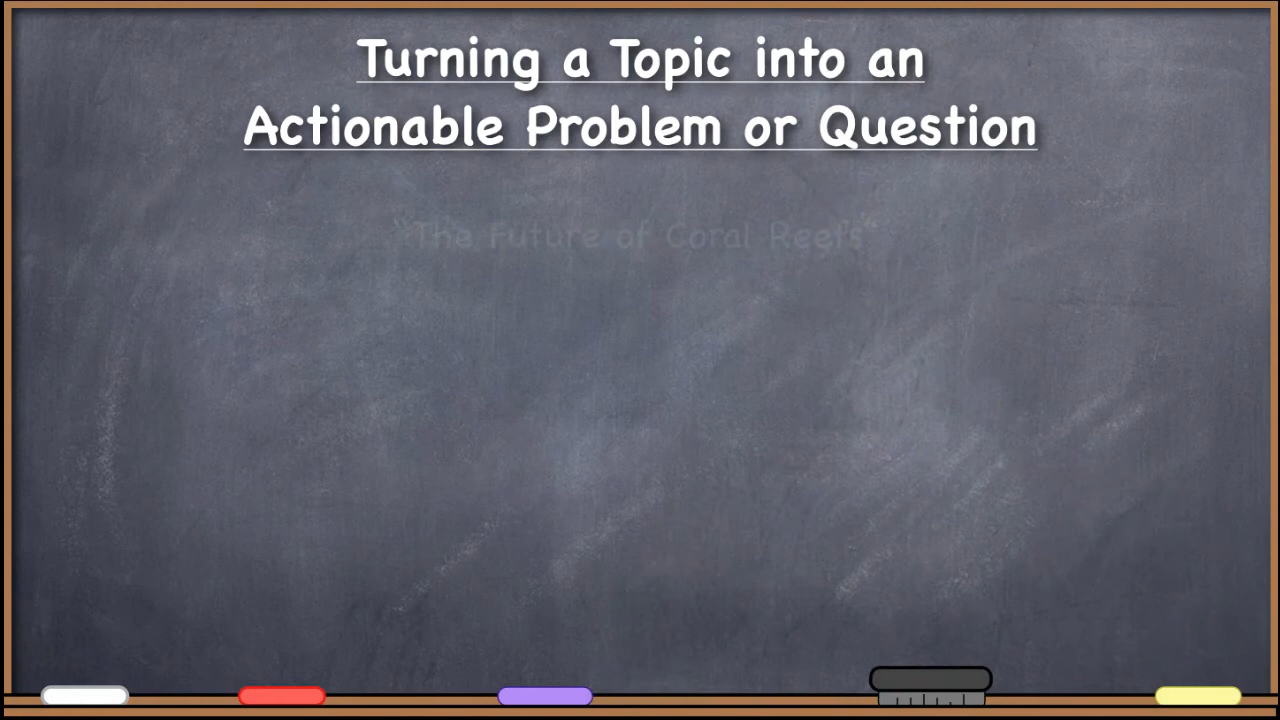 Turning a Topic into an
Actionable Problem or Question
"The Future of Coral Reefs"